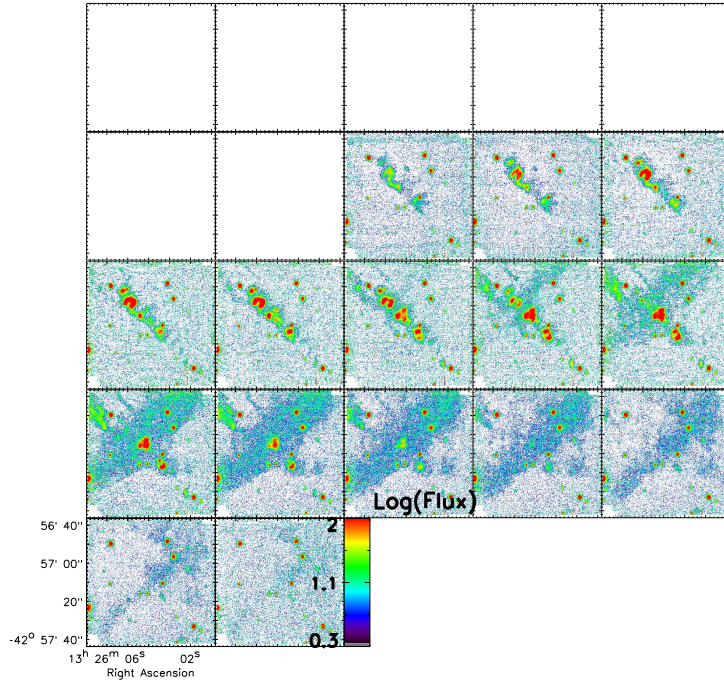 Log(Flux)
56' 40"
2
57' 00"
1.1
20"
-42° 57' 40"
0.3
13ʰ 26ᵐ 06ˢ 02ˢ
Right Ascension